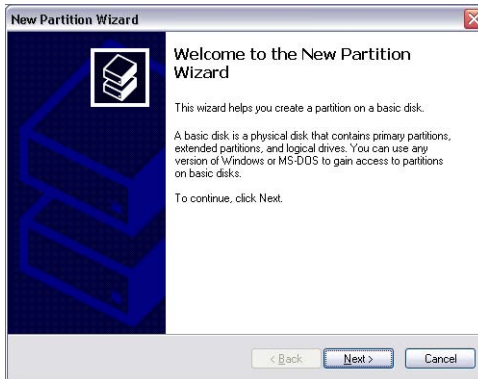 New Partition Wizard
Welcome to the New Partition
Wizard
This wizard helps you create a partition on a basic disk.
A basic disk is a physical disk that contains primary partitions,
extended partitions, and logical drives. You can use any
version of Windows or MS-DOS to gain access to partitions
on basic disks.
To continue, click Next.
< Back
Next >
Cancel